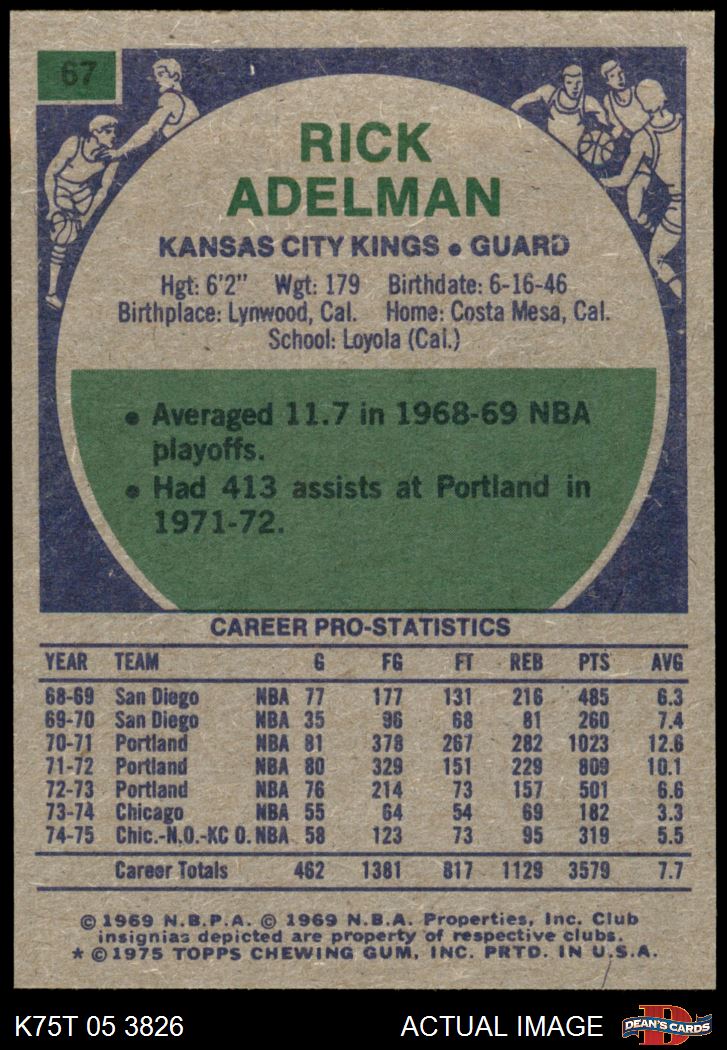 67
RICK
ADELMAN
KANSAS CITY KINGS • GUARD
Hgt: 6'2" Wgt: 179 Birthdate: 6-16-46
Birthplace: Lynwood, Cal. Home: Costa Mesa, Cal.
School: Loyola (Cal.)
• Averaged 11.7 in 1968-69 NBA
playoffs.
• Had 413 assists at Portland in
1971-72.
CAREER PRO-STATISTICS
YEAR TEAM G FG FT REB PTS AVG
68-69 San Diego NBA 77 177 131 216 485 6.3
69-70 San Diego NBA 35 96 68 81 260 7.4
70-71 Portland NBA 81 378 267 282 1023 12.6
71-72 Portland NBA 80 329 151 229 809 10.1
72-73 Portland NBA 76 214 73 157 501 6.6
73-74 Chicago NBA 55 64 54 69 182 3.3
74-75 Chic.-N.O.-KC O. NBA 58 123 73 95 319 5.5
Career Totals 462 1381 817 1129 3579 7.7
© 1969 N.B.P.A. © 1969 N.B.A. Properties, Inc. Club
insignias depicted are property of respective clubs.
* © 1975 TOPPS CHEWING GUM, INC. PRTD. IN U.S.A.
K75T 05 3826 ACTUAL IMAGE D DEAN'S CARDS